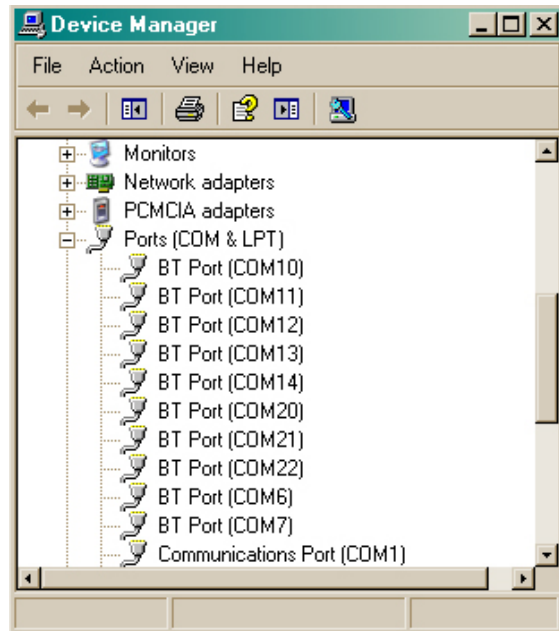 Device Manager
File Action View Help
Monitors
Network adapters
PCMCIA adapters
Ports (COM & LPT)
BT Port (COM10)
BT Port (COM11)
BT Port (COM12)
BT Port (COM13)
BT Port (COM14)
BT Port (COM20)
BT Port (COM21)
BT Port (COM22)
BT Port (COM6)
BT Port (COM7)
Communications Port (COM1)